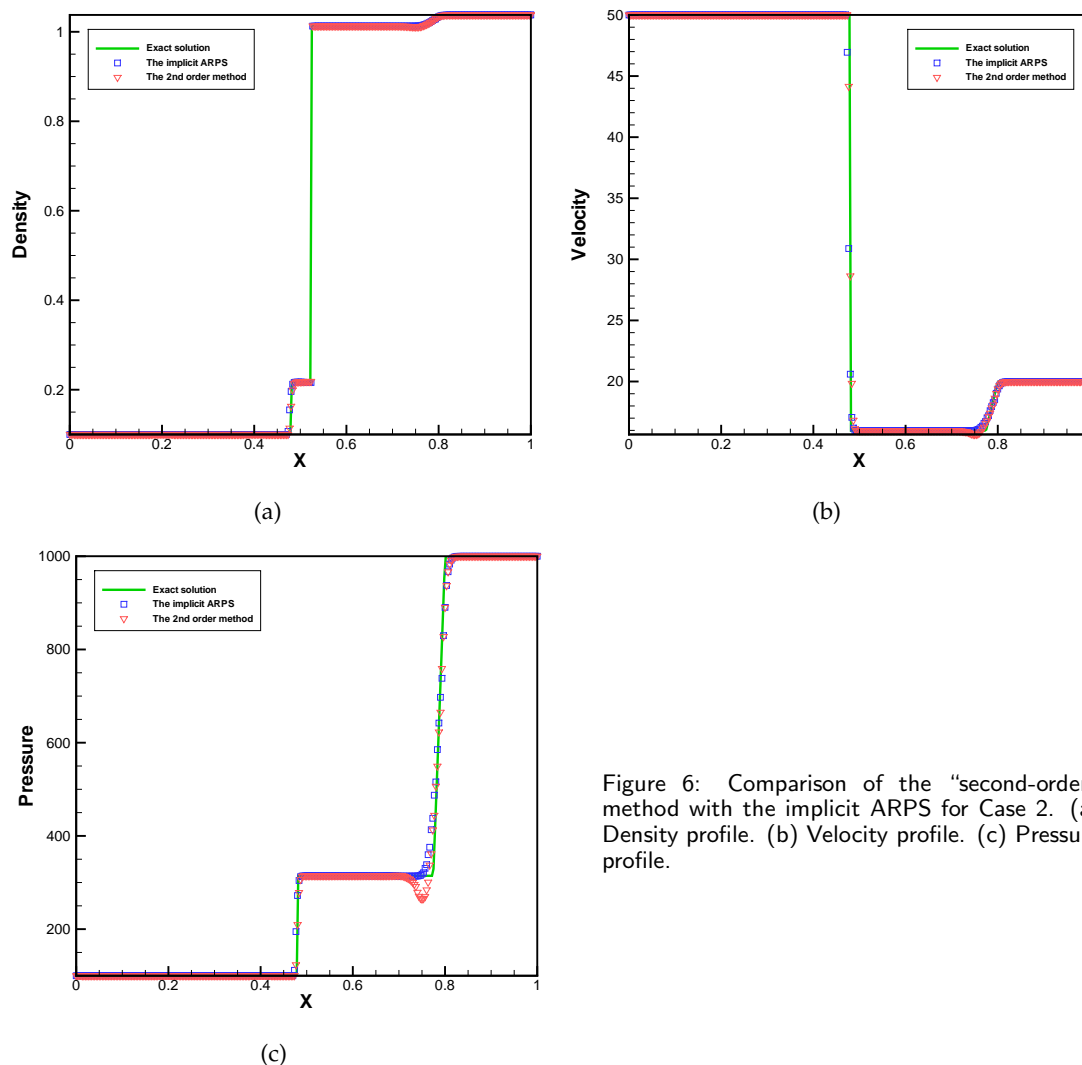 1
0.8
0.6
0.4
0.2
0 0.2 0.4 0.6 0.8 1
Density
X
Exact solution
The implicit ARPS
The 2nd order method
(a)
50
45
40
35
30
25
20
0 0.2 0.4 0.6 0.8
Velocity
X
Exact solution
The implicit ARPS
The 2nd order method
(b)
1000
800
600
400
200
0 0.2 0.4 0.6 0.8 1
Pressure
X
Exact solution
The implicit ARPS
The 2nd order method
(c)
Figure 6: Comparison of the “second-order
method with the implicit ARPS for Case 2. (a
Density profile. (b) Velocity profile. (c) Pressur
profile.